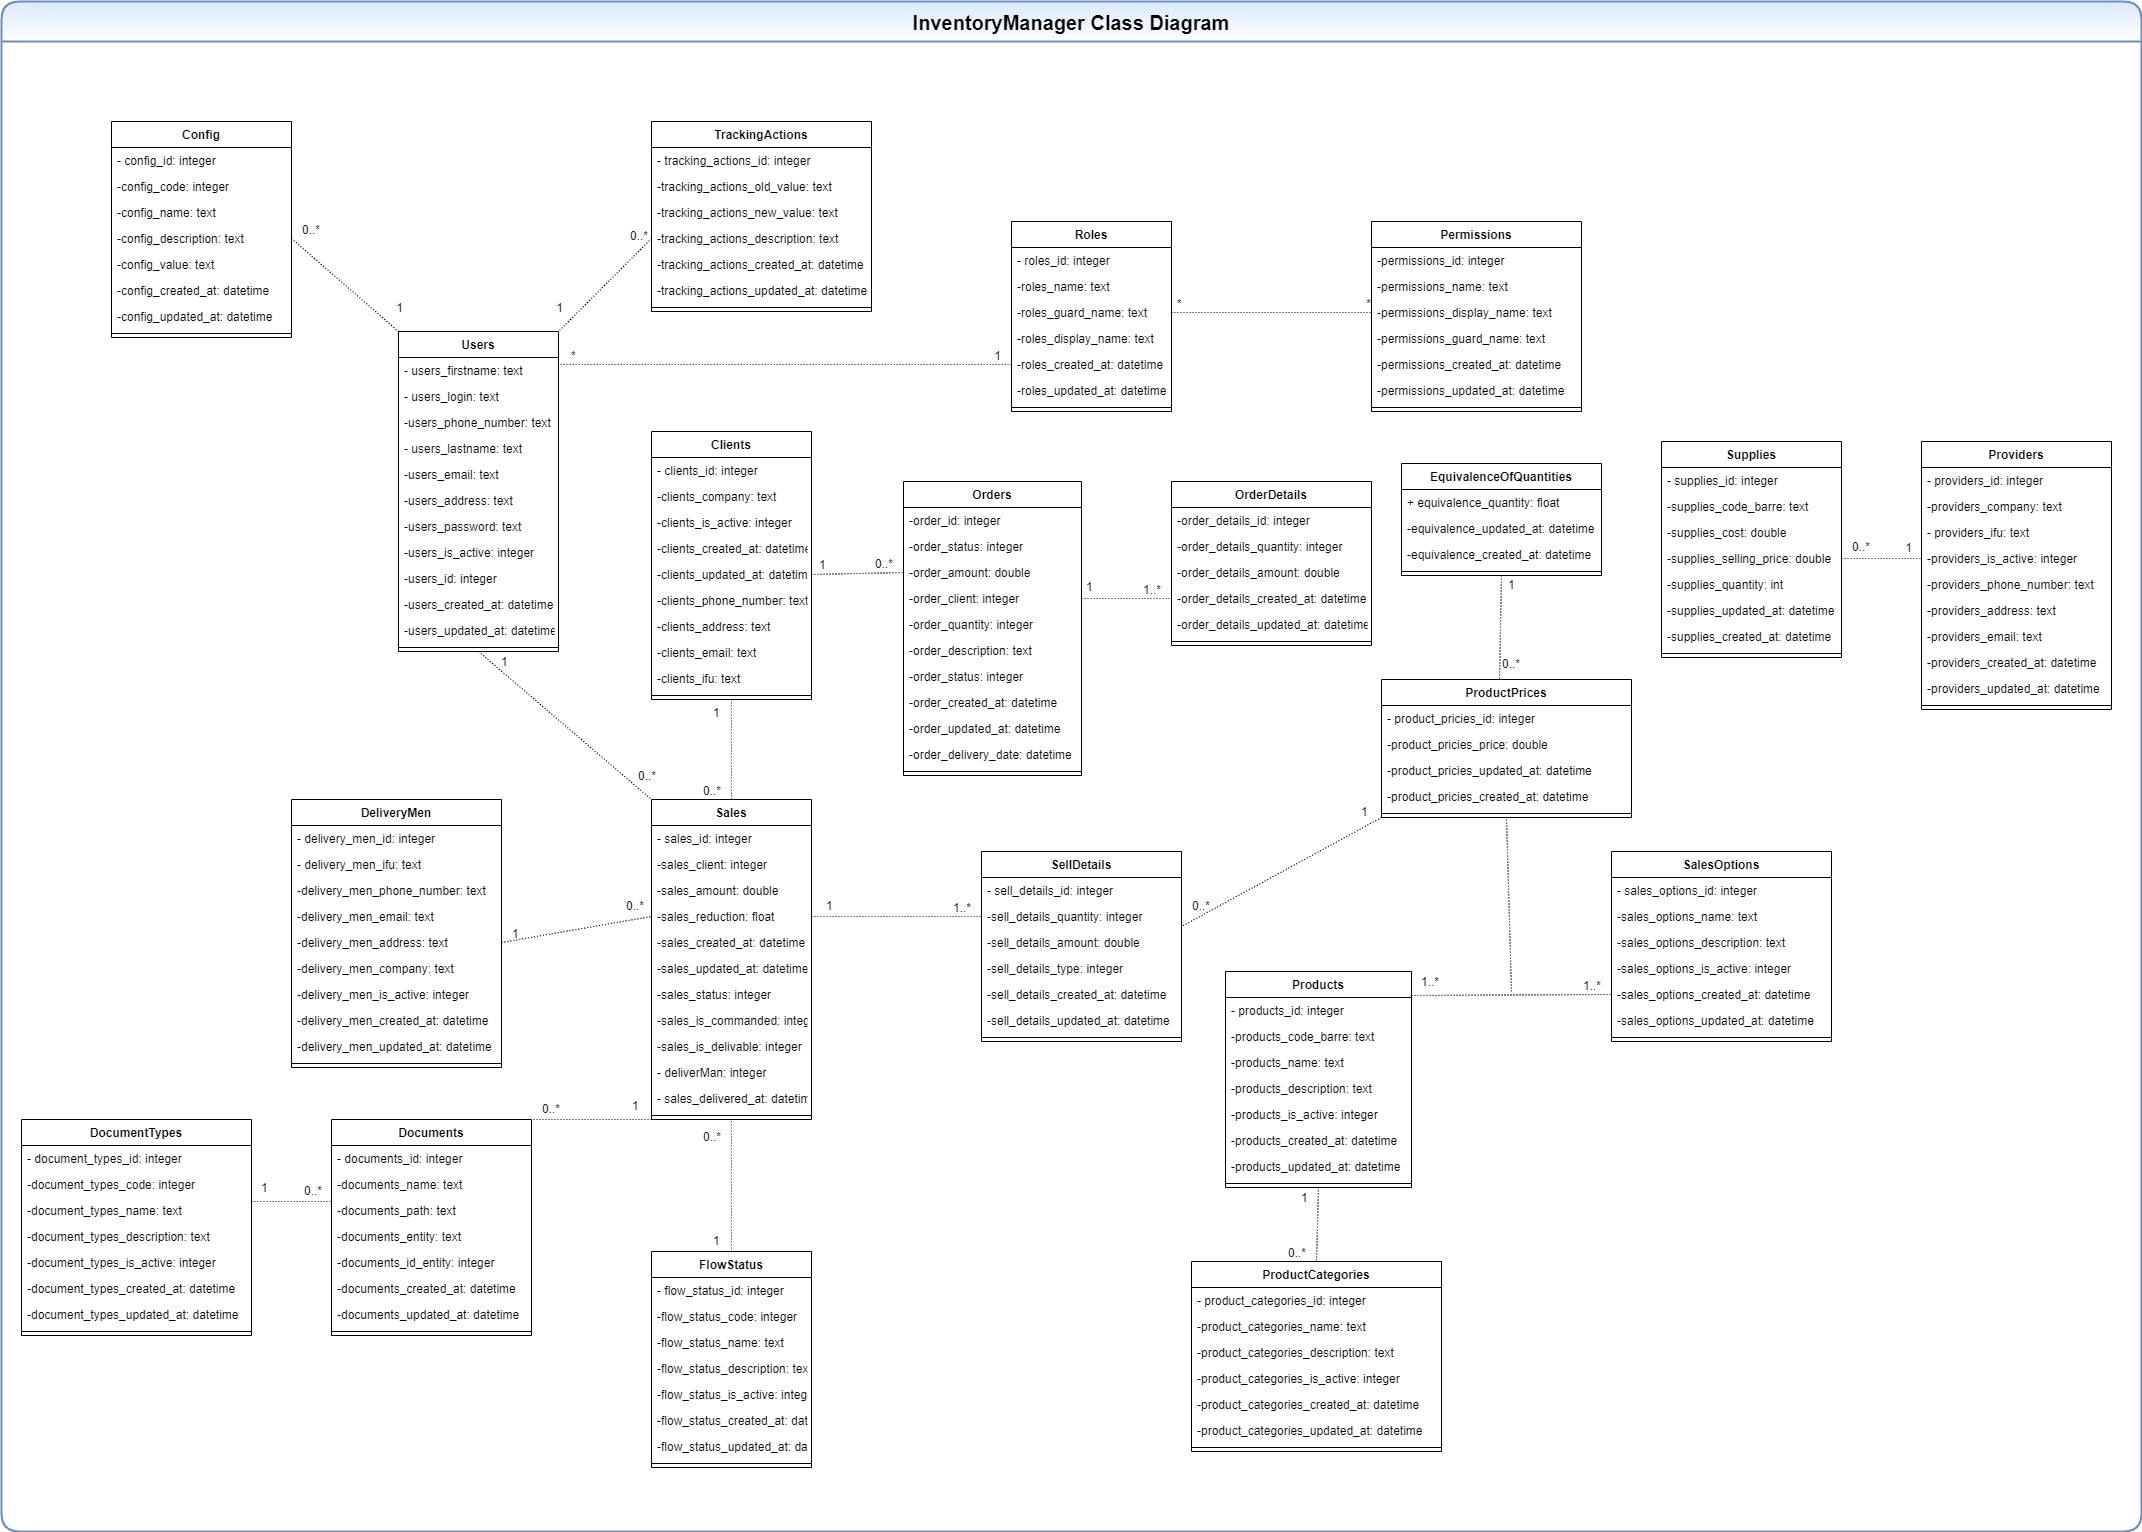 InventoryManager Class Diagram
Config
- config_id: integer
-config_code: integer
-config_name: text
-config_description: text
-config_value: text
-config_created_at: datetime
-config_updated_at: datetime
0..*
1
TrackingActions
- tracking_actions_id: integer
-tracking_actions_old_value: text
-tracking_actions_new_value: text
-tracking_actions_description: text
-tracking_actions_created_at: datetime
-tracking_actions_updated_at: datetime
0..*
1
Roles
- roles_id: integer
-roles_name: text
-roles_guard_name: text
-roles_display_name: text
-roles_created_at: datetime
-roles_updated_at: datetime
*
*
Permissions
-permissions_id: integer
-permissions_name: text
-permissions_display_name: text
-permissions_guard_name: text
-permissions_created_at: datetime
-permissions_updated_at: datetime
Users
- users_firstname: text
- users_login: text
-users_phone_number: text
- users_lastname: text
-users_email: text
-users_address: text
-users_password: text
-users_is_active: integer
-users_id: integer
-users_created_at: datetime
-users_updated_at: datetime
*
1
1
0..*
Clients
- clients_id: integer
-clients_company: text
-clients_is_active: integer
-clients_created_at: datetime
-clients_updated_at: datetim
-clients_phone_number: text
-clients_address: text
-clients_email: text
-clients_ifu: text
1
0..*
1
0..*
Orders
-order_id: integer
-order_status: integer
-order_amount: double
-order_client: integer
-order_quantity: integer
-order_description: text
-order_status: integer
-order_created_at: datetime
-order_updated_at: datetime
-order_delivery_date: datetime
1
1..*
OrderDetails
-order_details_id: integer
-order_details_quantity: integer
-order_details_amount: double
-order_details_created_at: datetime
-order_details_updated_at: datetime
EquivalenceOfQuantities
+ equivalence_quantity: float
-equivalence_updated_at: datetime
-equivalence_created_at: datetime
1
0..*
Supplies
- supplies_id: integer
-supplies_code_barre: text
-supplies_cost: double
-supplies_selling_price: double
-supplies_quantity: int
-supplies_updated_at: datetime
-supplies_created_at: datetime
0..*
1
Providers
- providers_id: integer
-providers_company: text
- providers_ifu: text
-providers_is_active: integer
-providers_phone_number: text
-providers_address: text
-providers_email: text
-providers_created_at: datetime
-providers_updated_at: datetime
ProductPrices
- product_pricies_id: integer
-product_pricies_price: double
-product_pricies_updated_at: datetime
-product_pricies_created_at: datetime
1
0..*
DeliveryMen
- delivery_men_id: integer
- delivery_men_ifu: text
-delivery_men_phone_number: text
-delivery_men_email: text
-delivery_men_address: text
-delivery_men_company: text
-delivery_men_is_active: integer
-delivery_men_created_at: datetime
-delivery_men_updated_at: datetime
1
0..*
Sales
- sales_id: integer
-sales_client: integer
-sales_amount: double
-sales_reduction: float
-sales_created_at: datetime
-sales_updated_at: datetime
-sales_status: integer
-sales_is_commanded: integ
-sales_is_delivable: integer
- deliverMan: integer
- sales_delivered_at: datetim
1
1..*
SellDetails
- sell_details_id: integer
-sell_details_quantity: integer
-sell_details_amount: double
-sell_details_type: integer
-sell_details_created_at: datetime
-sell_details_updated_at: datetime
SalesOptions
- sales_options_id: integer
-sales_options_name: text
-sales_options_description: text
-sales_options_is_active: integer
-sales_options_created_at: datetime
-sales_options_updated_at: datetime
1..*
1..*
Products
- products_id: integer
-products_code_barre: text
-products_name: text
-products_description: text
-products_is_active: integer
-products_created_at: datetime
-products_updated_at: datetime
1
0..*
0..*
1
DocumentTypes
- document_types_id: integer
-document_types_code: integer
-document_types_name: text
-document_types_description: text
-document_types_is_active: integer
-document_types_created_at: datetime
-document_types_updated_at: datetime
1
0..*
Documents
- documents_id: integer
-documents_name: text
-documents_path: text
-documents_entity: text
-documents_id_entity: integer
-documents_created_at: datetime
-documents_updated_at: datetime
0..*
1
FlowStatus
- flow_status_id: integer
-flow_status_code: integer
-flow_status_name: text
-flow_status_description: tex
-flow_status_is_active: integ
-flow_status_created_at: dat
-flow_status_updated_at: da
ProductCategories
- product_categories_id: integer
-product_categories_name: text
-product_categories_description: text
-product_categories_is_active: integer
-product_categories_created_at: datetime
-product_categories_updated_at: datetime